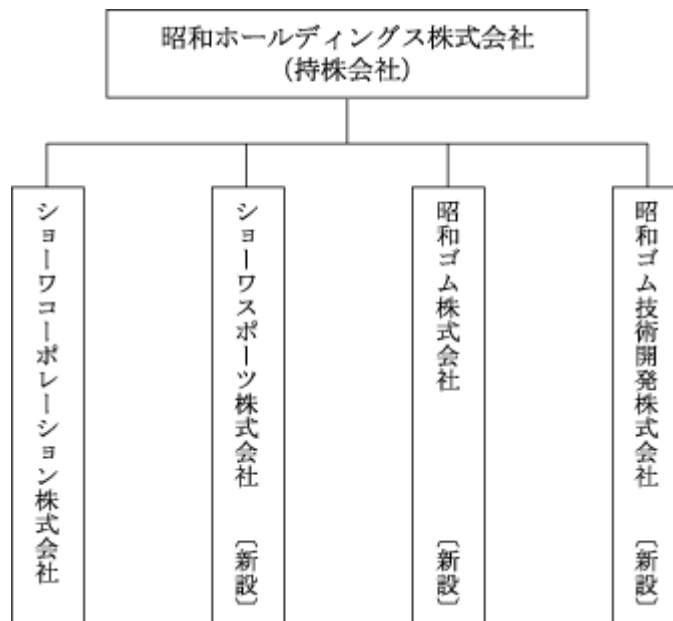 昭和ホールディングス株式会社
（持株会社）
ショーワコーポレーション株式会社
ショーワスポーツ株式会社　〔新設〕
昭和ゴム株式会社　〔新設〕
昭和ゴム技術開発株式会社　〔新設〕